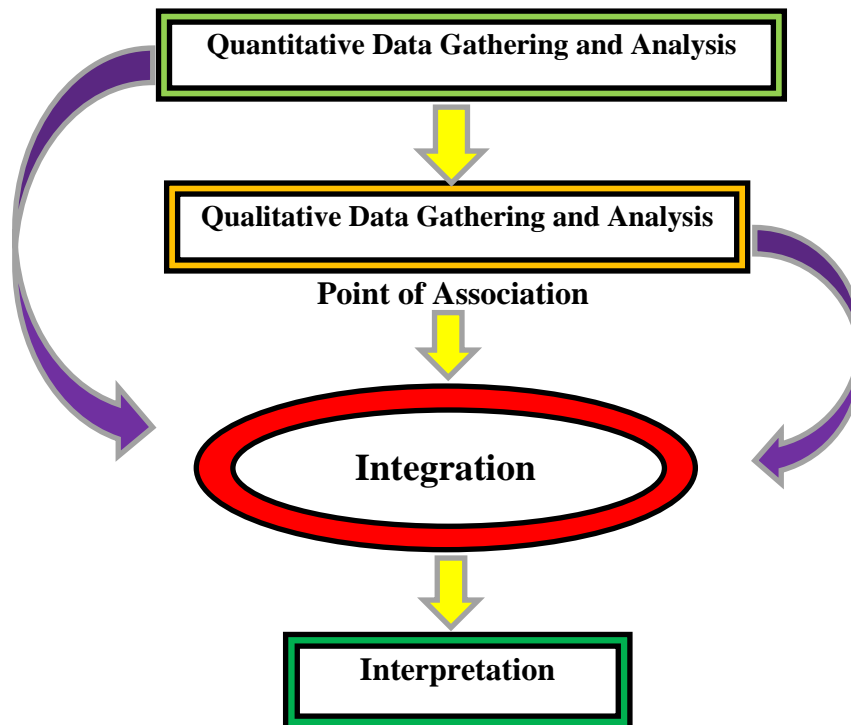 Quantitative Data Gathering and Analysis
Qualitative Data Gathering and Analysis
Point of Association
Integration
Interpretation